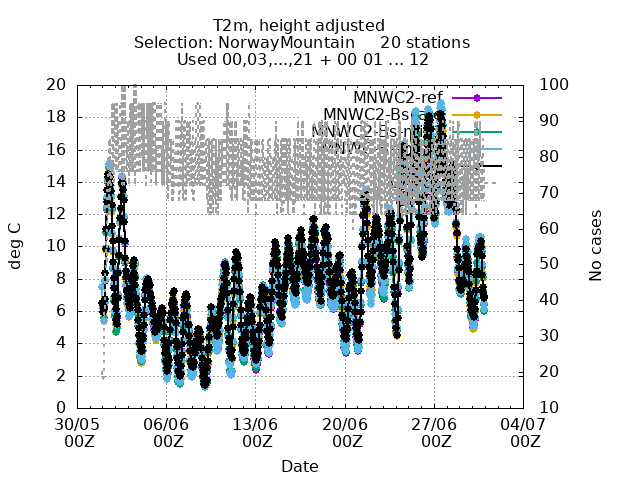 T2m, height adjusted
Selection: NorwayMountain 20 stations
Used 00,03,...,21 + 00 01 ... 12
MNWC2-ref
MNWC2-Bs
MNWC2-Bs-n
20 18 16 14 12 10 8 6 4 2 0
deg C
100 90 80 70 60 50 40 30 20 10
No cases
30/05 06/06 13/06 20/06 27/06 04/07
00Z 00Z 00Z 00Z 00Z 00Z
Date